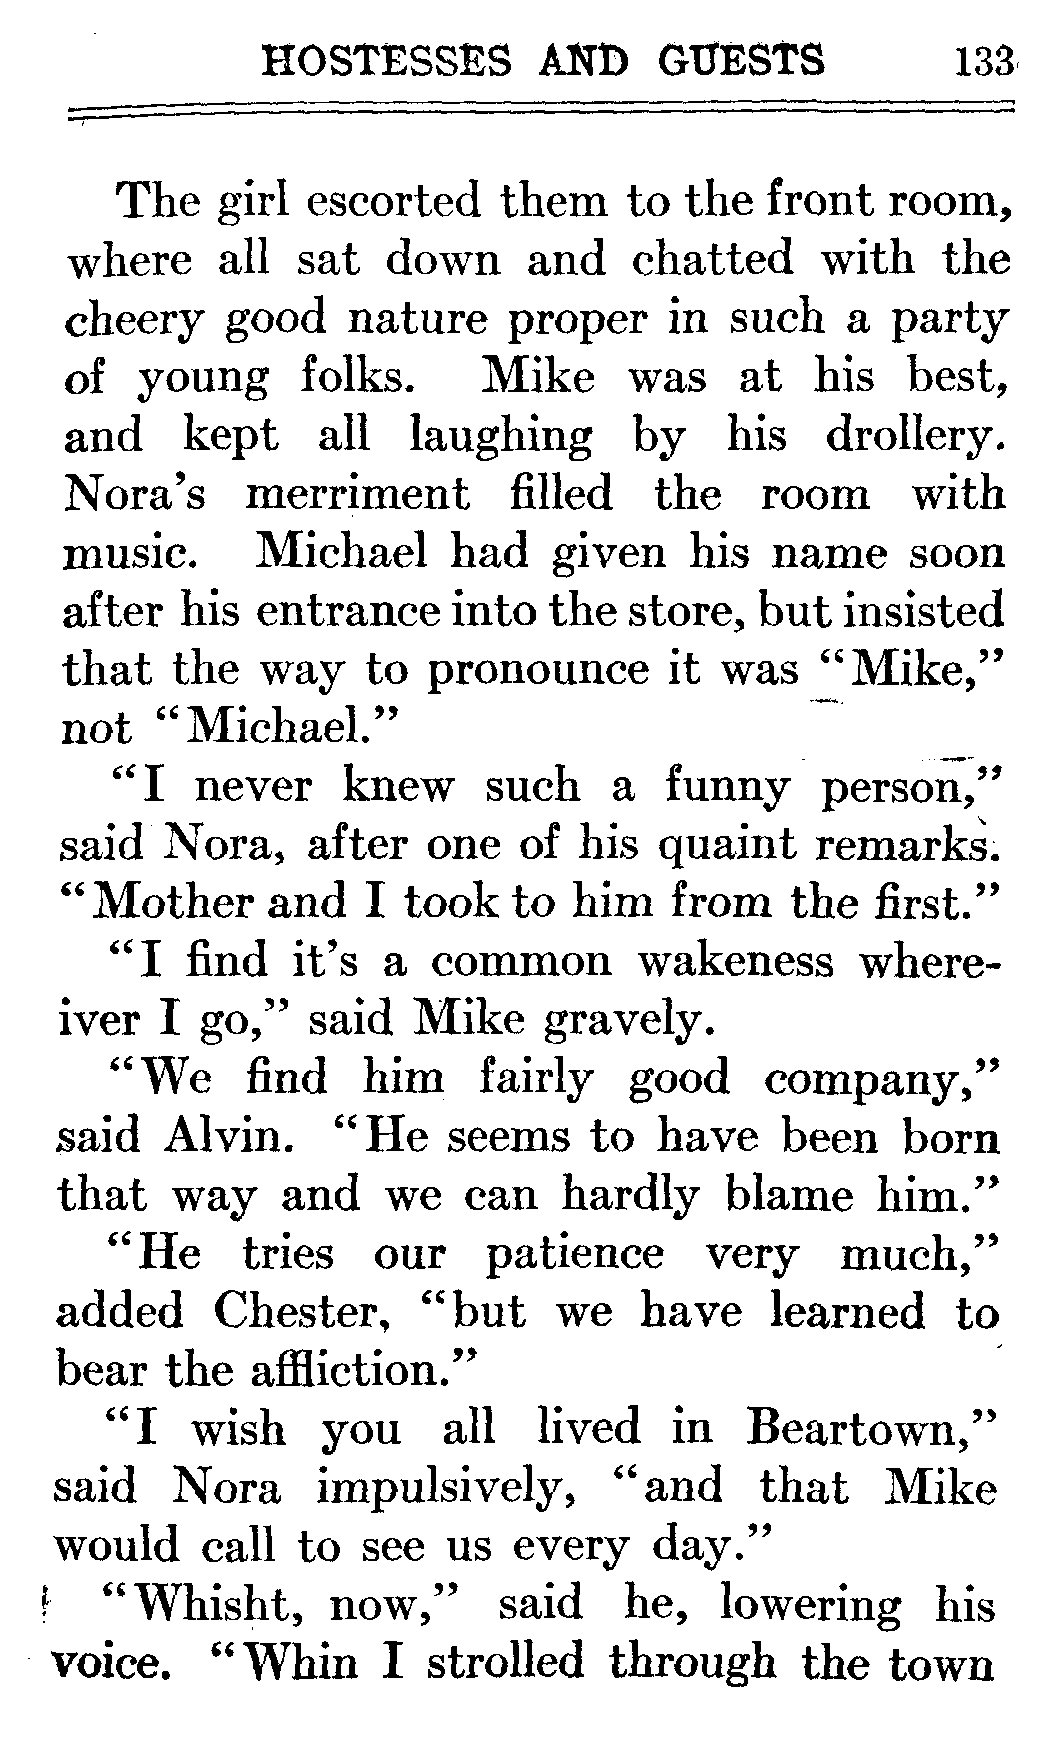 HOSTESSES AND GUESTS 133
The girl escorted them to the front room,
where all sat down and chatted with the
cheery good nature proper in such a party
of young folks. Mike was at his best,
and kept all laughing by his drollery.
Nora's merriment filled the room with
music. Michael had given his name soon
after his entrance into the store, but insisted
that the way to pronounce it was “Mike,”
not “Michael.”
“I never knew such a funny person,”
said Nora, after one of his quaint remarks.
“Mother and I took to him from the first.”
“I find it's a common wakeness where-
iver I go,” said Mike gravely.
“We find him fairly good company,”
said Alvin. “He seems to have been born
that way and we can hardly blame him.”
“He tries our patience very much,”
added Chester, “but we have learned to
bear the affliction.”
“I wish you all lived in Beartown,”
said Nora impulsively, “and that Mike
would call to see us every day.”
“Whisht, now,” said he, lowering his
voice. “Whin I strolled through the town